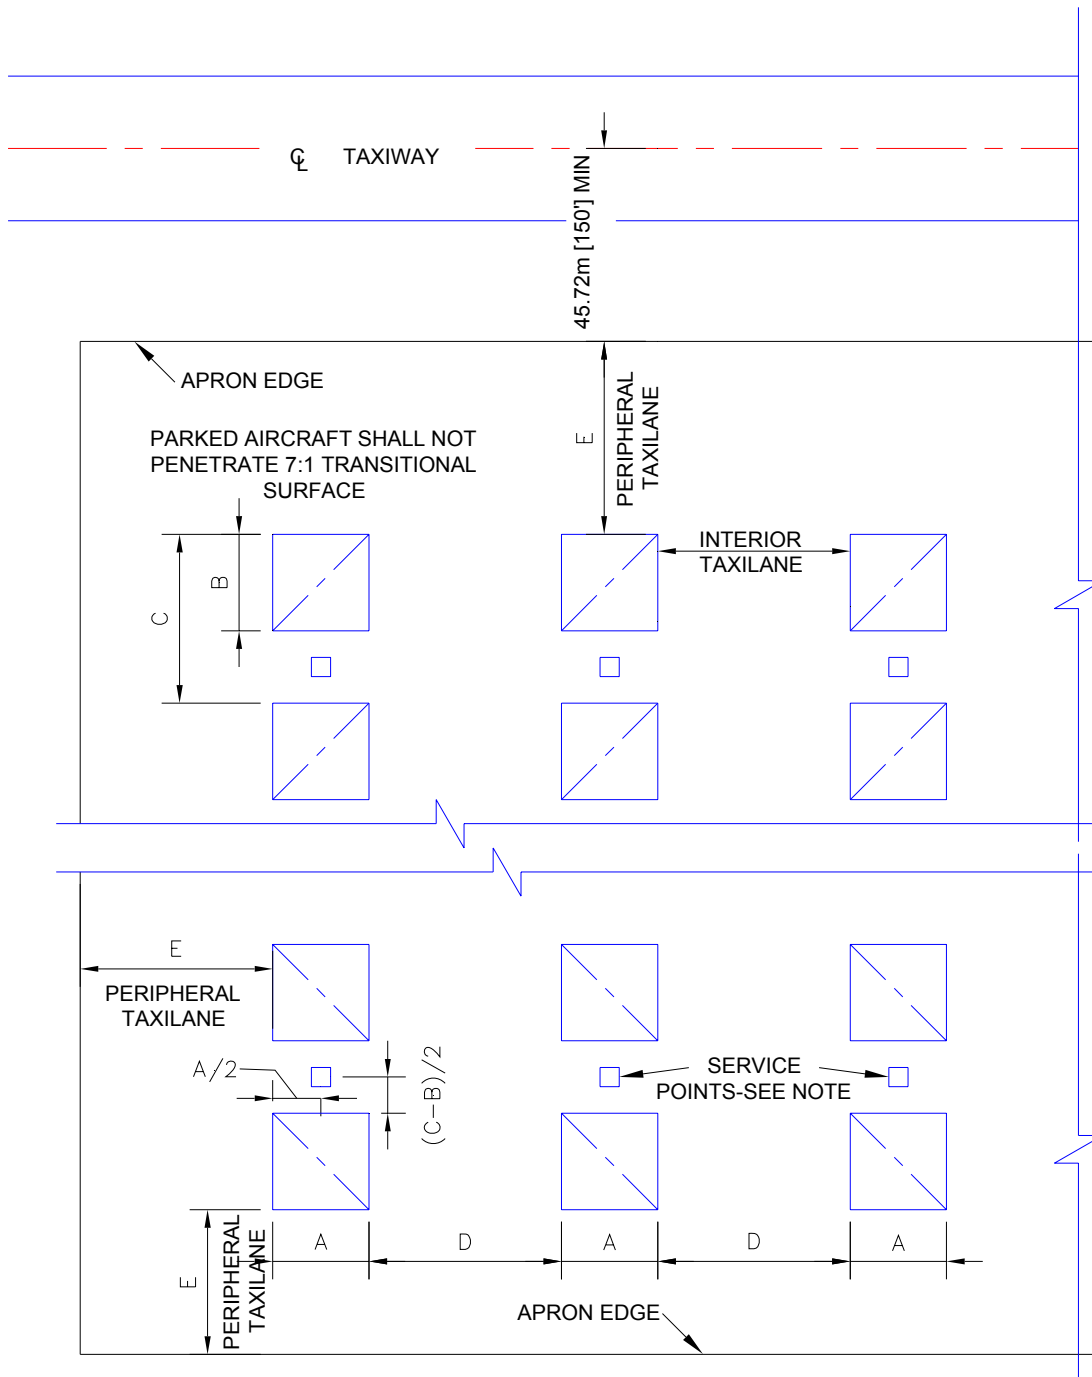 ℄ TAXIWAY
45.72m [150'] MIN
APRON EDGE
E
PERIPHERAL
TAXILANE
PARKED AIRCRAFT SHALL NOT
PENETRATE 7:1 TRANSITIONAL
SURFACE
INTERIOR
TAXILANE
B
C
E
PERIPHERAL
TAXILANE
A/2
(C-B)/2
SERVICE
POINTS-SEE NOTE
E
PERIPHERAL
TAXILANE
A
D
A
D
A
APRON EDGE